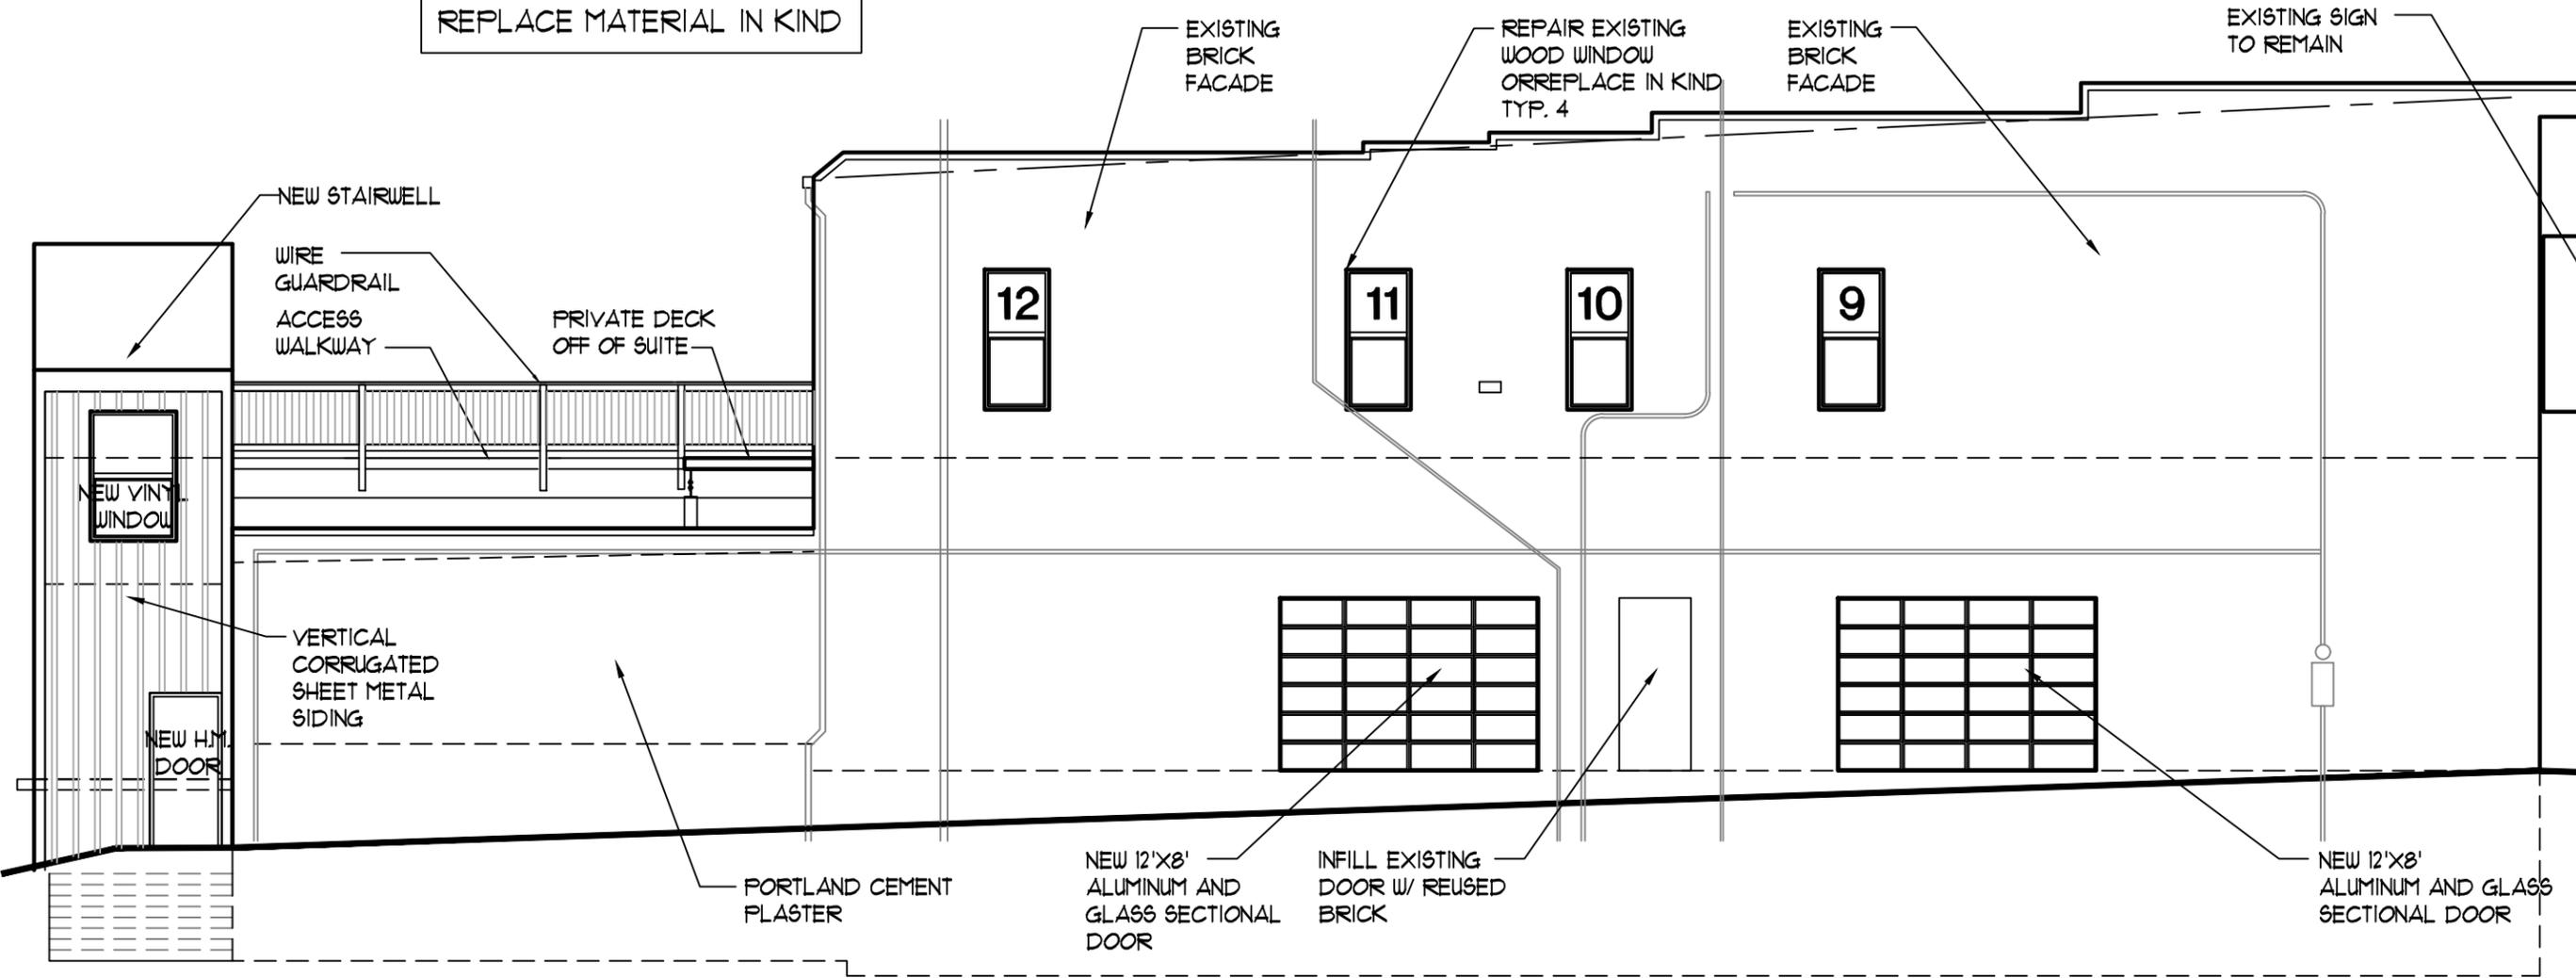 REPLACE MATERIAL IN KIND
EXISTING
BRICK
FACADE
REPAIR EXISTING
WOOD WINDOW
ORREPLACE IN KIND
TYP. 4
EXISTING
BRICK
FACADE
EXISTING SIGN
TO REMAIN
NEW STAIRWELL
WIRE
GUARDRAIL
ACCESS
WALKWAY
PRIVATE DECK
OFF OF SUITE
12
11
10
9
NEW VINYL
WINDOW
VERTICAL
CORRUGATED
SHEET METAL
SIDING
NEW H.M.
DOOR
PORTLAND CEMENT
PLASTER
NEW 12'X8'
ALUMINUM AND
GLASS SECTIONAL
DOOR
INFILL EXISTING
DOOR W/ REUSED
BRICK
NEW 12'X8'
ALUMINUM AND GLASS
SECTIONAL DOOR